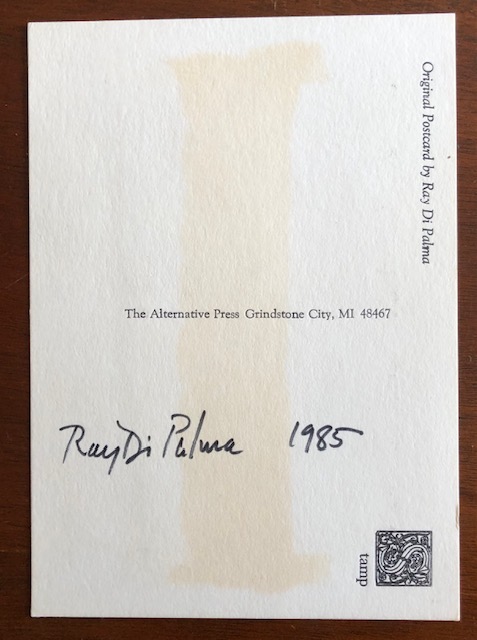 Original Postcard by Ray Di Palma
The Alternative Press Grindstone City, MI 48467
Ray Di Palma 1985
S
tamp